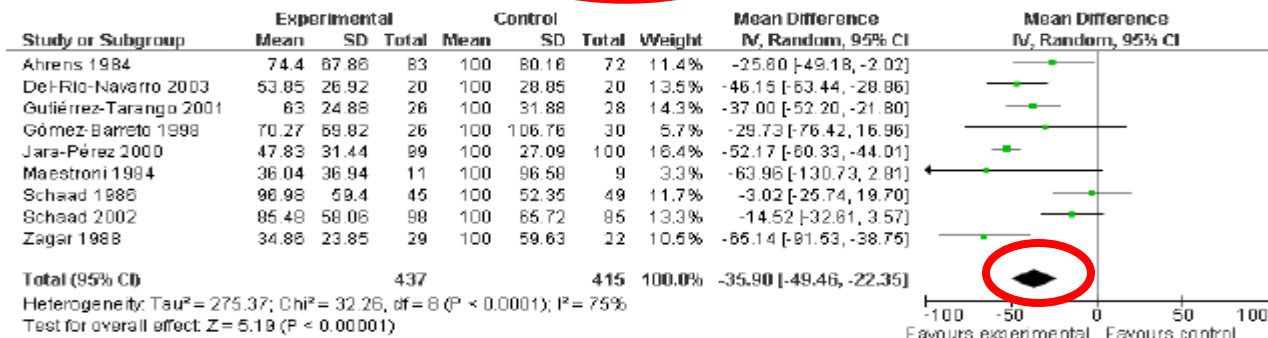 Experimental Control Mean Difference Mean Difference
Study or Subgroup Mean SD Total Mean SD Total Weight IV, Random, 95% CI IV, Random, 95% CI
Ahrens 1984 74.4 67.86 83 100 80.16 72 11.4% -25.60 [-49.18, -2.02]
Del-Rio-Navarro 2003 53.85 26.92 20 100 28.85 20 13.5% -46.15 [-63.44, -28.86]
Gutiérrez-Tarango 2001 63 24.88 26 100 31.88 28 14.3% -37.00 [-52.20, -21.80]
Gómez-Barreto 1998 70.27 69.82 26 100 106.76 30 5.7% -29.73 [-76.42, 16.96]
Jara-Pérez 2000 47.83 31.44 99 100 27.09 100 16.4% -52.17 [-60.33, -44.01]
Maestroni 1984 36.04 36.94 11 100 96.58 9 3.3% -63.96 [-130.73, 2.81]
Schaad 1986 96.98 59.4 45 100 52.35 49 11.7% -3.02 [-25.74, 19.70]
Schaad 2002 85.48 58.06 98 100 65.72 85 13.3% -14.52 [-32.61, 3.57]
Zagar 1988 34.86 23.85 29 100 59.63 22 10.5% -65.14 [-91.53, -38.75]
Total (95% CI) 437 415 100.0% -35.90 [-49.46, -22.35]
Heterogeneity: Tau² = 275.37; Chi² = 32.26, df = 8 (P < 0.0001); I² = 75%
Test for overall effect: Z = 5.19 (P < 0.00001)
-100 -50 0 50 100
Favours experimental Favours control